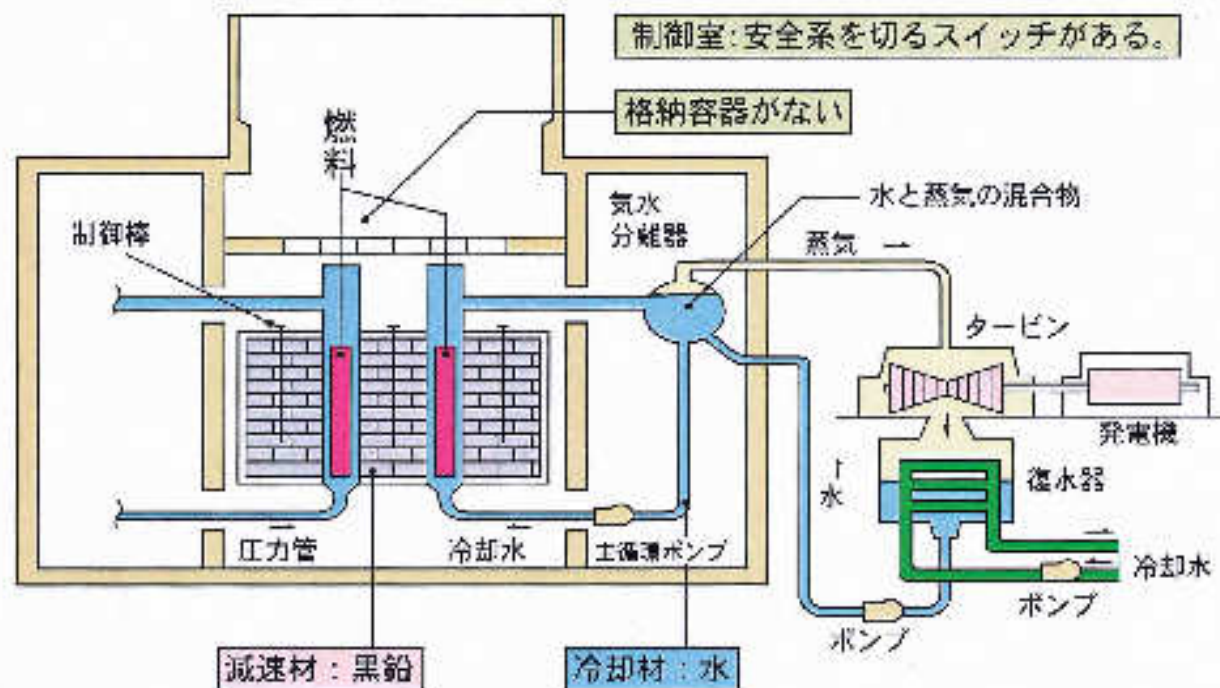 制御室:安全系を切るスイッチがある。
格納容器がない
燃
料
制御棒
気水
分離器
水と蒸気の混合物
蒸気
タービン
発電機
復水器
水
圧力管
冷却水
主循環ポンプ
冷却水
ポンプ
ポンプ
減速材:黒鉛
冷却材:水